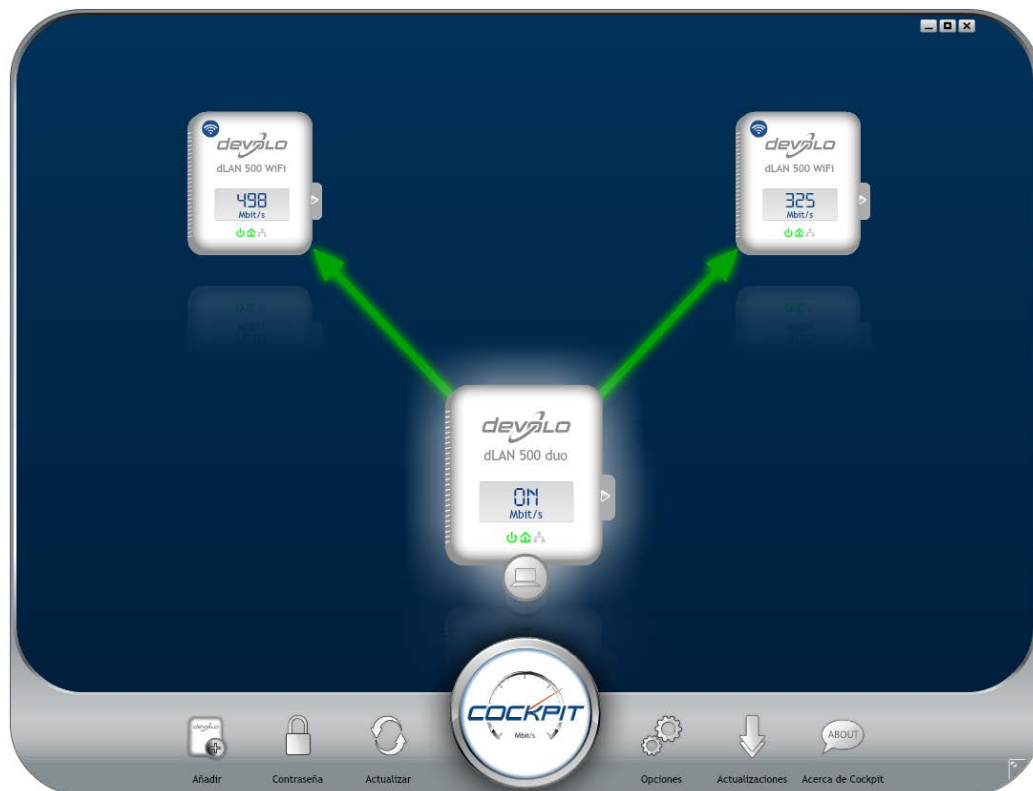 devolo
dLAN 500 WiFi
498
Mbit/s
devolo
dLAN 500 WiFi
325
Mbit/s
devolo
dLAN 500 duo
ON
Mbit/s
COCKPIT
Mbit/s
devolo
ABOUT
Añadir
Contraseña
Actualizar
Opciones
Actualizaciones
Acerca de Cockpit